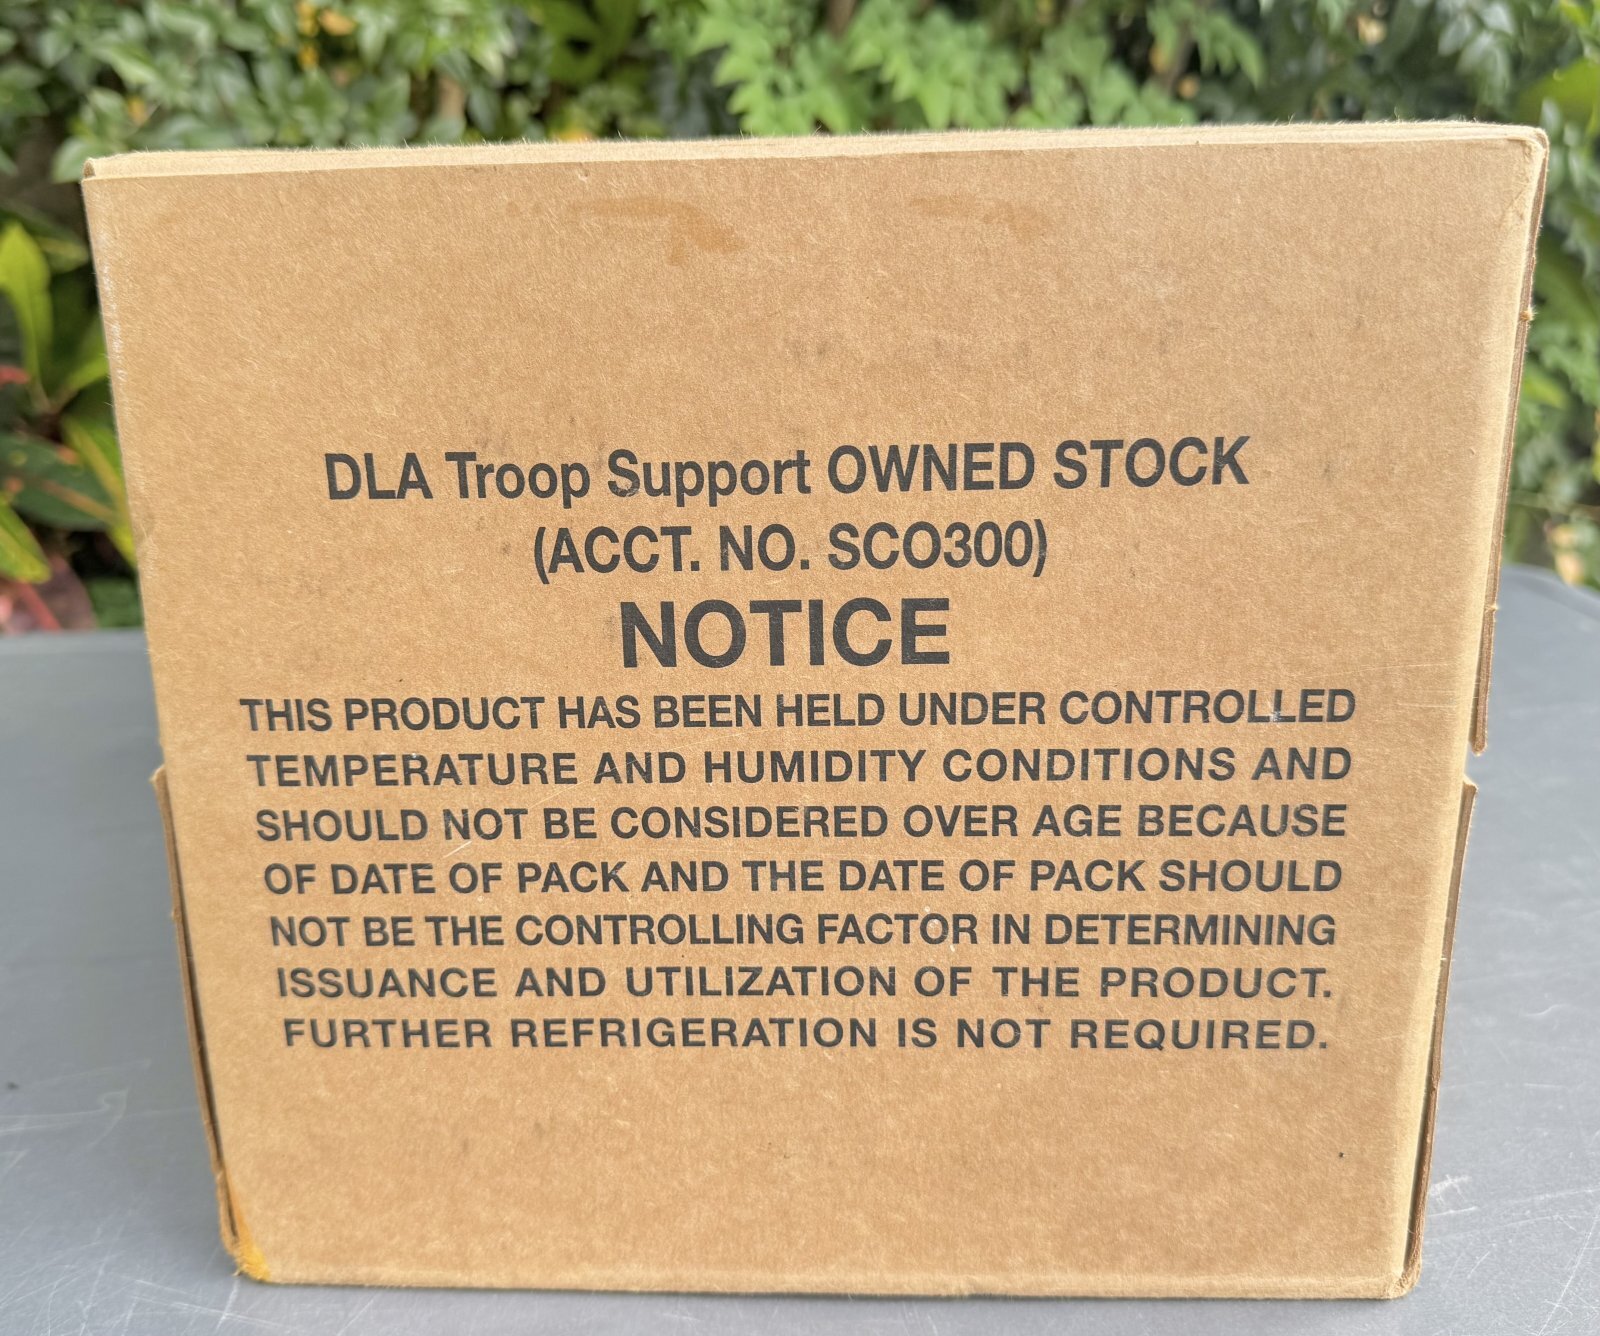 DLA Troop Support OWNED STOCK
(ACCT. NO. SCO300)
NOTICE
THIS PRODUCT HAS BEEN HELD UNDER CONTROLLED
TEMPERATURE AND HUMIDITY CONDITIONS AND
SHOULD NOT BE CONSIDERED OVER AGE BECAUSE
OF DATE OF PACK AND THE DATE OF PACK SHOULD
NOT BE THE CONTROLLING FACTOR IN DETERMINING
ISSUANCE AND UTILIZATION OF THE PRODUCT.
FURTHER REFRIGERATION IS NOT REQUIRED.